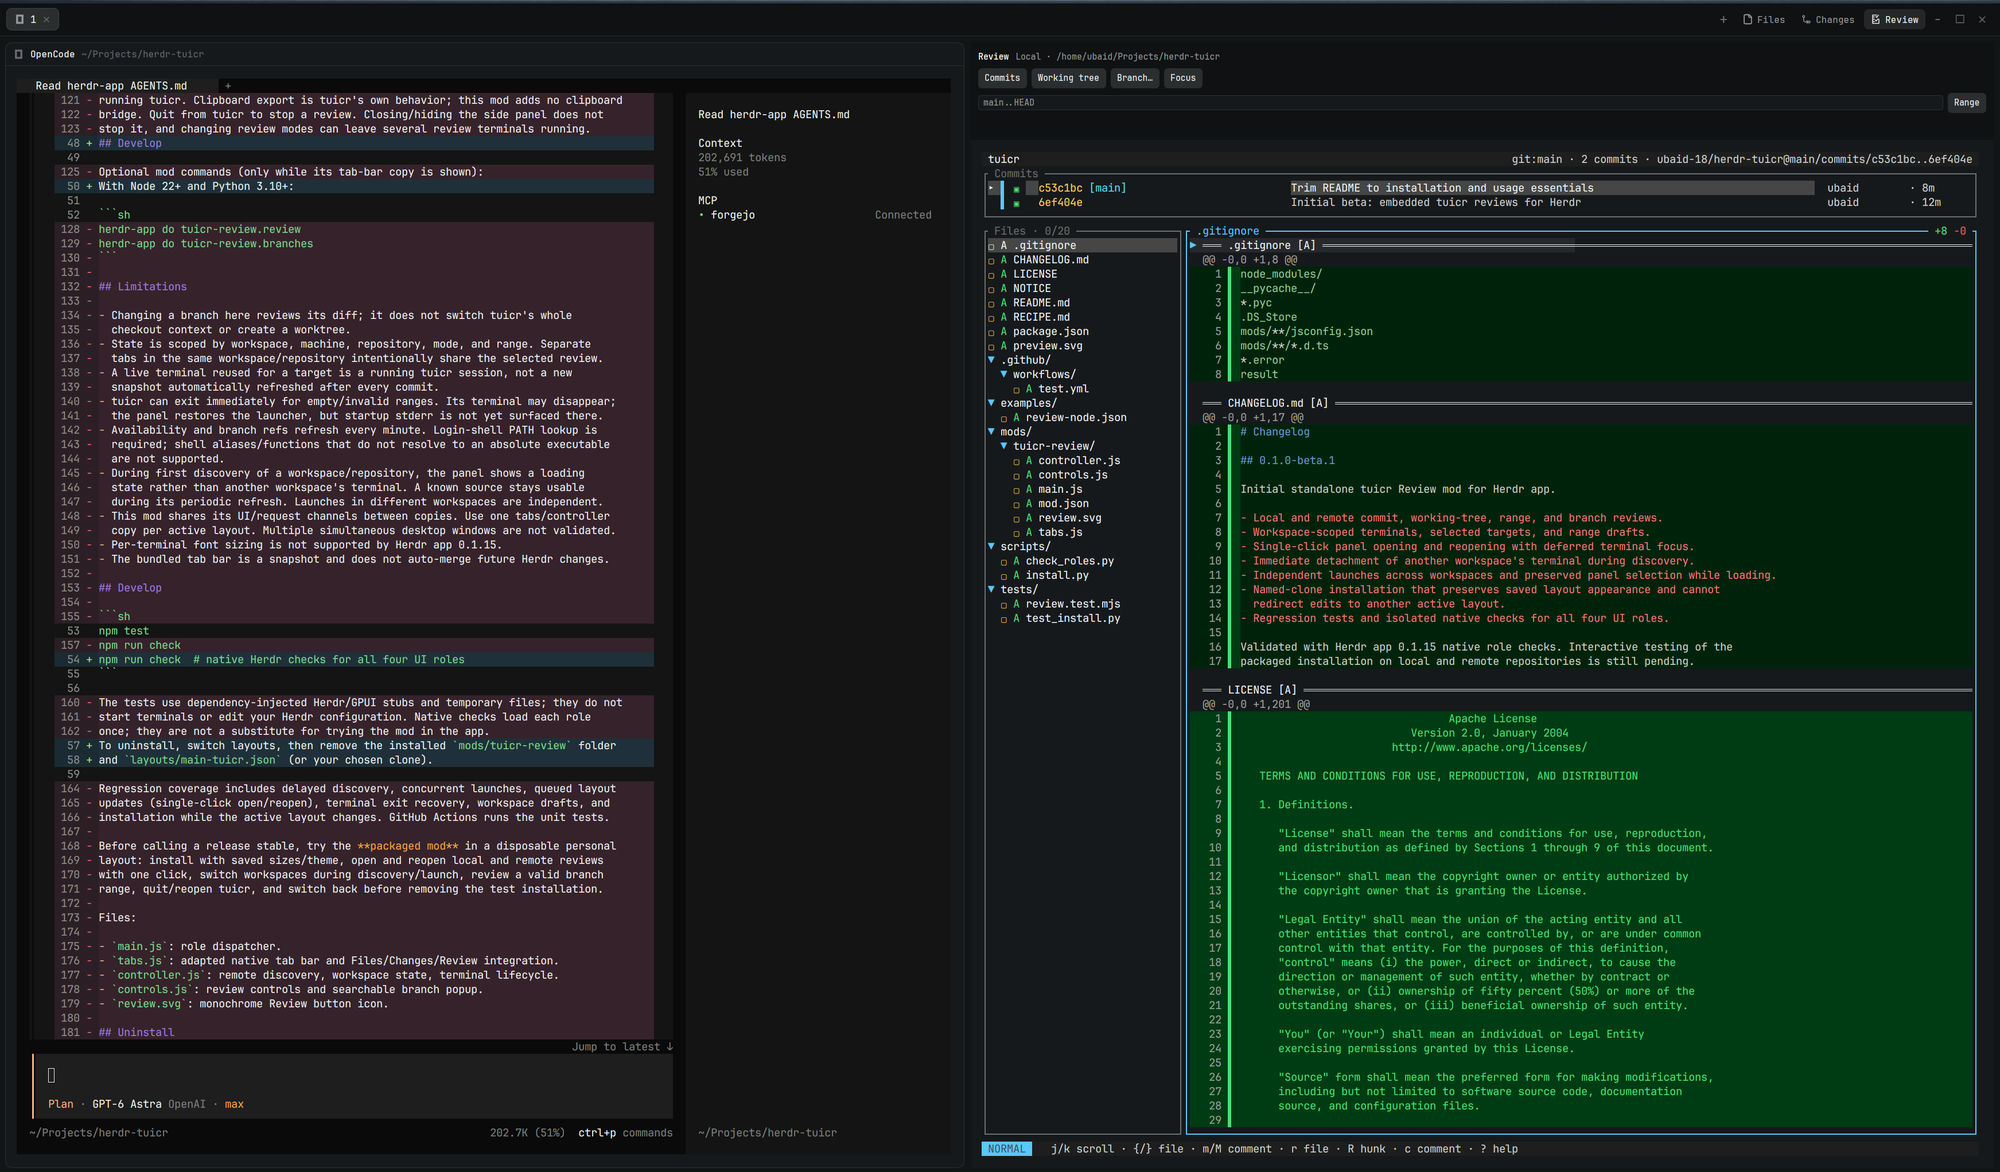 1 ×
+ Files Changes Review - □ ×
OpenCode ~/Projects/herdr-tuicr
Read herdr-app AGENTS.md +
121 - running tuicr. Clipboard export is tuicr's own behavior; this mod adds no clipboard
122 - bridge. Quit from tuicr to stop a review. Closing/hiding the side panel does not
123 - stop it, and changing review modes can leave several review terminals running.
48 + ## Develop
49
125 - Optional mod commands (only while its tab-bar copy is shown):
50 + With Node 22+ and Python 3.10+:
51
52 ```sh
128 - herdr-app do tuicr-review.review
129 - herdr-app do tuicr-review.branches
130 - ```
131 -
132 - ## Limitations
133 -
134 - - Changing a branch here reviews its diff; it does not switch tuicr's whole
135 - checkout context or create a worktree.
136 - - State is scoped by workspace, machine, repository, mode, and range. Separate
137 - tabs in the same workspace/repository intentionally share the selected review.
138 - - A live terminal reused for a target is a running tuicr session, not a new
139 - snapshot automatically refreshed after every commit.
140 - - tuicr can exit immediately for empty/invalid ranges. Its terminal may disappear;
141 - the panel restores the launcher, but startup stderr is not yet surfaced there.
142 - - Availability and branch refs refresh every minute. Login-shell PATH lookup is
143 - required; shell aliases/functions that do not resolve to an absolute executable
144 - are not supported.
145 - - During first discovery of a workspace/repository, the panel shows a loading
146 - state rather than another workspace's terminal. A known source stays usable
147 - during its periodic refresh. Launches in different workspaces are independent.
148 - - This mod shares its UI/request channels between copies. Use one tabs/controller
149 - copy per active layout. Multiple simultaneous desktop windows are not validated.
150 - - Per-terminal font sizing is not supported by Herdr app 0.1.15.
151 - - The bundled tab bar is a snapshot and does not auto-merge future Herdr changes.
152 -
153 - ## Develop
154 -
155 - ```sh
53 npm test
157 - npm run check
54 + npm run check # native Herdr checks for all four UI roles
55 ```
56
160 - The tests use dependency-injected Herdr/GPUI stubs and temporary files; they do not
161 - start terminals or edit your Herdr configuration. Native checks load each role
162 - once; they are not a substitute for trying the mod in the app.
57 + To uninstall, switch layouts, then remove the installed `mods/tuicr-review` folder
58 + and `layouts/main-tuicr.json` (or your chosen clone).
59
164 - Regression coverage includes delayed discovery, concurrent launches, queued layout
165 - updates (single-click open/reopen), terminal exit recovery, workspace drafts, and
166 - installation while the active layout changes. GitHub Actions runs the unit tests.
167 -
168 - Before calling a release stable, try the **packaged mod** in a disposable personal
169 - layout: install with saved sizes/theme, open and reopen local and remote reviews
170 - with one click, switch workspaces during discovery/launch, review a valid branch
171 - range, quit/reopen tuicr, and switch back before removing the test installation.
172 -
173 - Files:
174 -
175 - - `main.js`: role dispatcher.
176 - - `tabs.js`: adapted native tab bar and Files/Changes/Review integration.
177 - - `controller.js`: remote discovery, workspace state, terminal lifecycle.
178 - - `controls.js`: review controls and searchable branch popup.
179 - - `review.svg`: monochrome Review button icon.
180 -
181 - ## Uninstall
Jump to latest ↓
Plan · GPT-6 Astra OpenAI · max
~/Projects/herdr-tuicr 202.7K (51%) ctrl+p commands
Read herdr-app AGENTS.md
Context
202,691 tokens
51% used
MCP
• forgejo Connected
~/Projects/herdr-tuicr
Review Local · /home/ubaid/Projects/herdr-tuicr
Commits Working tree Branch… Focus
main..HEAD Range
tuicr git:main · 2 commits · ubaid-18/herdr-tuicr@main/commits/c53c1bc..6ef404e
Commits
c53c1bc [main] Trim README to installation and usage essentials ubaid · 8m
6ef404e Initial beta: embedded tuicr reviews for Herdr ubaid · 12m
Files · 0/20
A .gitignore
A CHANGELOG.md
A LICENSE
A NOTICE
A README.md
A RECIPE.md
A package.json
A preview.svg
▼ .github/
▼ workflows/
A test.yml
▼ examples/
A review-node.json
▼ mods/
▼ tuicr-review/
A controller.js
A controls.js
A main.js
A mod.json
A review.svg
A tabs.js
▼ scripts/
A check_roles.py
A install.py
▼ tests/
A review.test.mjs
A test_install.py
.gitignore +8 -0
.gitignore [A]
@@ -0,0 +1,8 @@
1 node_modules/
2 __pycache__/
3 *.pyc
4 .DS_Store
5 mods/**/jsconfig.json
6 mods/**/*.d.ts
7 *.error
8 result
CHANGELOG.md [A]
@@ -0,0 +1,17 @@
1 # Changelog
2
3 ## 0.1.0-beta.1
4
5 Initial standalone tuicr Review mod for Herdr app.
6
7 - Local and remote commit, working-tree, range, and branch reviews.
8 - Workspace-scoped terminals, selected targets, and range drafts.
9 - Single-click panel opening and reopening with deferred terminal focus.
10 - Immediate detachment of another workspace's terminal during discovery.
11 - Independent launches across workspaces and preserved panel selection while loading.
12 - Named-clone installation that preserves saved layout appearance and cannot
13 redirect edits to another active layout.
14 - Regression tests and isolated native checks for all four UI roles.
15
16 Validated with Herdr app 0.1.15 native role checks. Interactive testing of the
17 packaged installation on local and remote repositories is still pending.
LICENSE [A]
@@ -0,0 +1,201 @@
1 Apache License
2 Version 2.0, January 2004
3 http://www.apache.org/licenses/
4
5 TERMS AND CONDITIONS FOR USE, REPRODUCTION, AND DISTRIBUTION
6
7 1. Definitions.
8
9 "License" shall mean the terms and conditions for use, reproduction,
10 and distribution as defined by Sections 1 through 9 of this document.
11
12 "Licensor" shall mean the copyright owner or entity authorized by
13 the copyright owner that is granting the License.
14
15 "Legal Entity" shall mean the union of the acting entity and all
16 other entities that control, are controlled by, or are under common
17 control with that entity. For the purposes of this definition,
18 "control" means (i) the power, direct or indirect, to cause the
19 direction or management of such entity, whether by contract or
20 otherwise, or (ii) ownership of fifty percent (50%) or more of the
21 outstanding shares, or (iii) beneficial ownership of such entity.
22
23 "You" (or "Your") shall mean an individual or Legal Entity
24 exercising permissions granted by this License.
25
26 "Source" form shall mean the preferred form for making modifications,
27 including but not limited to software source code, documentation
28 source, and configuration files.
29
NORMAL j/k scroll · {/} file · m/M comment · r file · R hunk · c comment · ? help